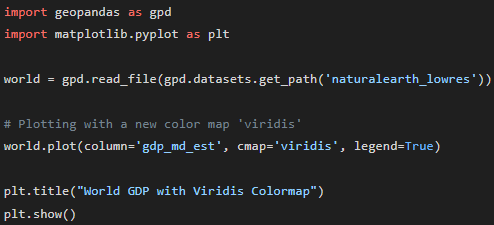 import geopandas as gpd
import matplotlib.pyplot as plt
world = gpd.read_file(gpd.datasets.get_path('naturalearth_lowres'))
# Plotting with a new color map 'viridis'
world.plot(column='gdp_md_est', cmap='viridis', legend=True)
plt.title("World GDP with Viridis Colormap")
plt.show()